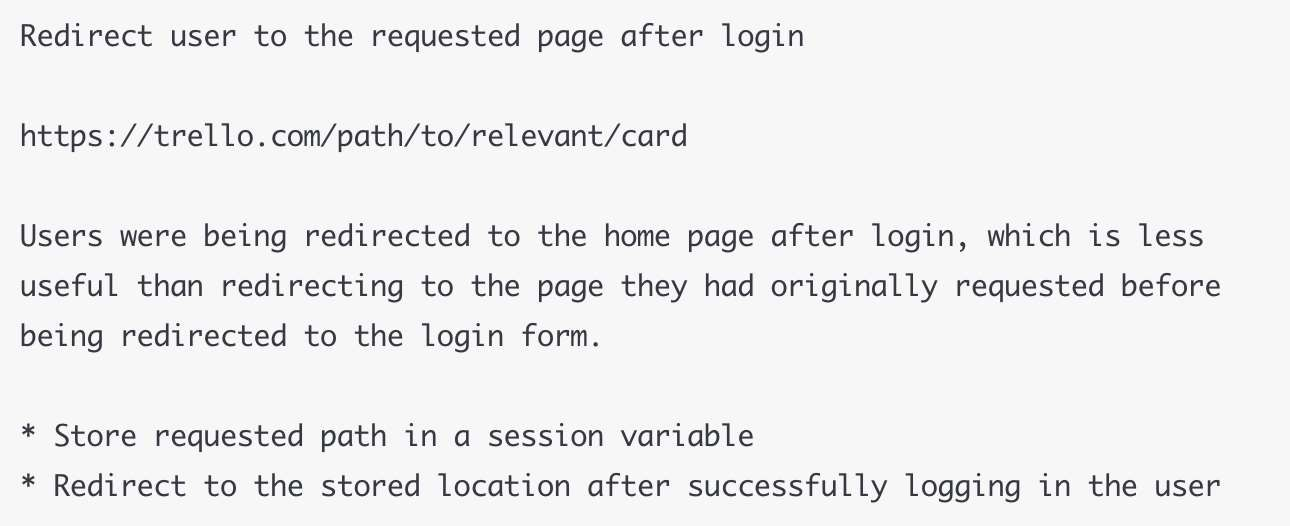 Redirect user to the requested page after login
https://trello.com/path/to/relevant/card
Users were being redirected to the home page after login, which is less
useful than redirecting to the page they had originally requested before
being redirected to the login form.
* Store requested path in a session variable
* Redirect to the stored location after successfully logging in the user